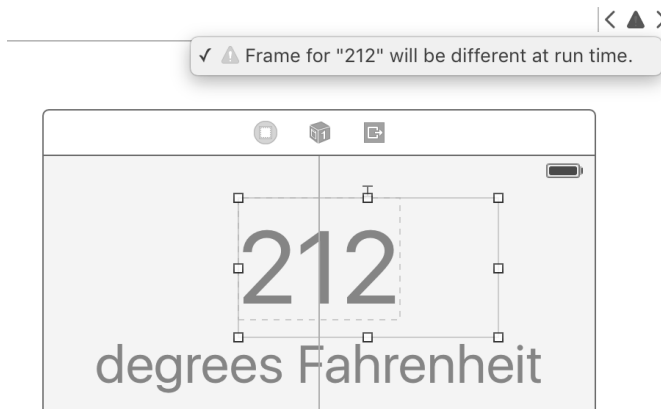 ✓ Frame for "212" will be different at run time.
212
degrees Fahrenheit